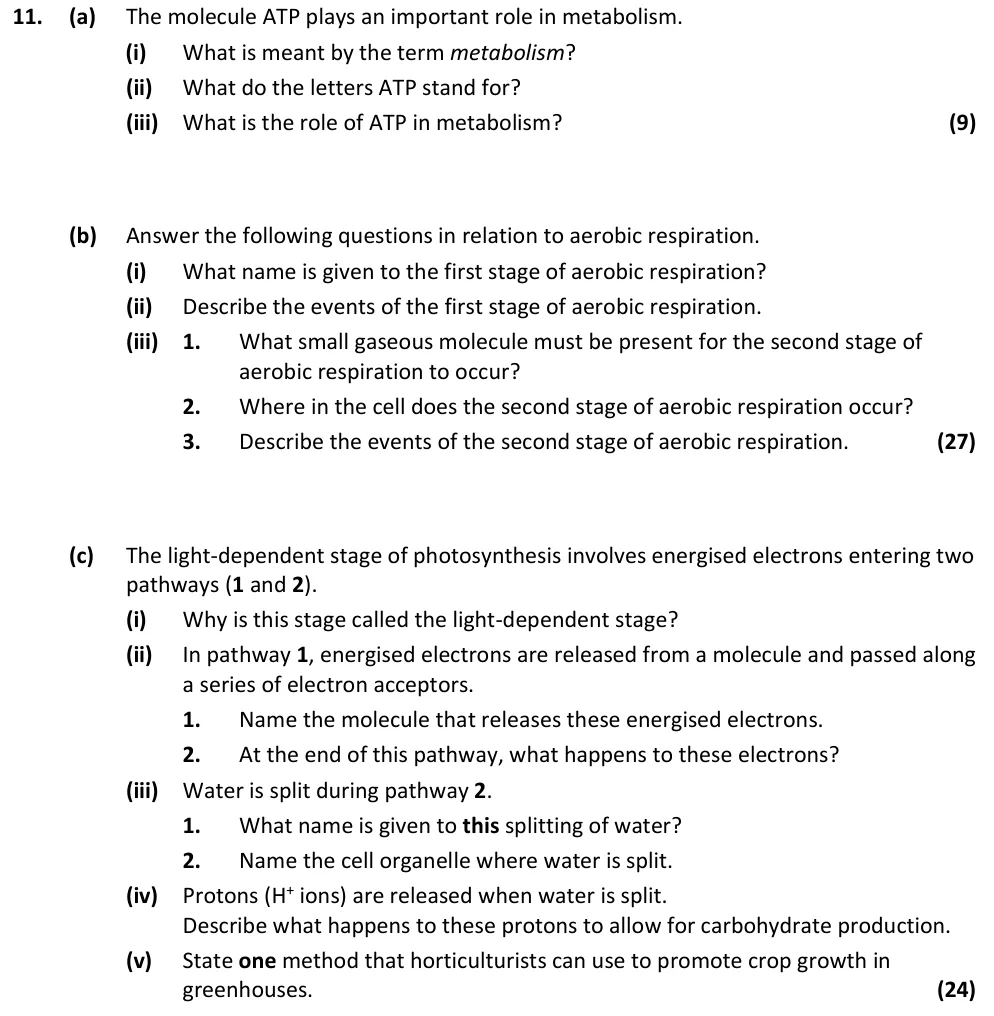 11. (a) The molecule ATP plays an important role in metabolism.
(i) What is meant by the term metabolism?
(ii) What do the letters ATP stand for?
(iii) What is the role of ATP in metabolism? (9)
(b) Answer the following questions in relation to aerobic respiration.
(i) What name is given to the first stage of aerobic respiration?
(ii) Describe the events of the first stage of aerobic respiration.
(iii) 1. What small gaseous molecule must be present for the second stage of
aerobic respiration to occur?
2. Where in the cell does the second stage of aerobic respiration occur?
3. Describe the events of the second stage of aerobic respiration. (27)
(c) The light-dependent stage of photosynthesis involves energised electrons entering two
pathways (1 and 2).
(i) Why is this stage called the light-dependent stage?
(ii) In pathway 1, energised electrons are released from a molecule and passed along
a series of electron acceptors.
1. Name the molecule that releases these energised electrons.
2. At the end of this pathway, what happens to these electrons?
(iii) Water is split during pathway 2.
1. What name is given to this splitting of water?
2. Name the cell organelle where water is split.
(iv) Protons (H⁺ ions) are released when water is split.
Describe what happens to these protons to allow for carbohydrate production.
(v) State one method that horticulturists can use to promote crop growth in
greenhouses. (24)